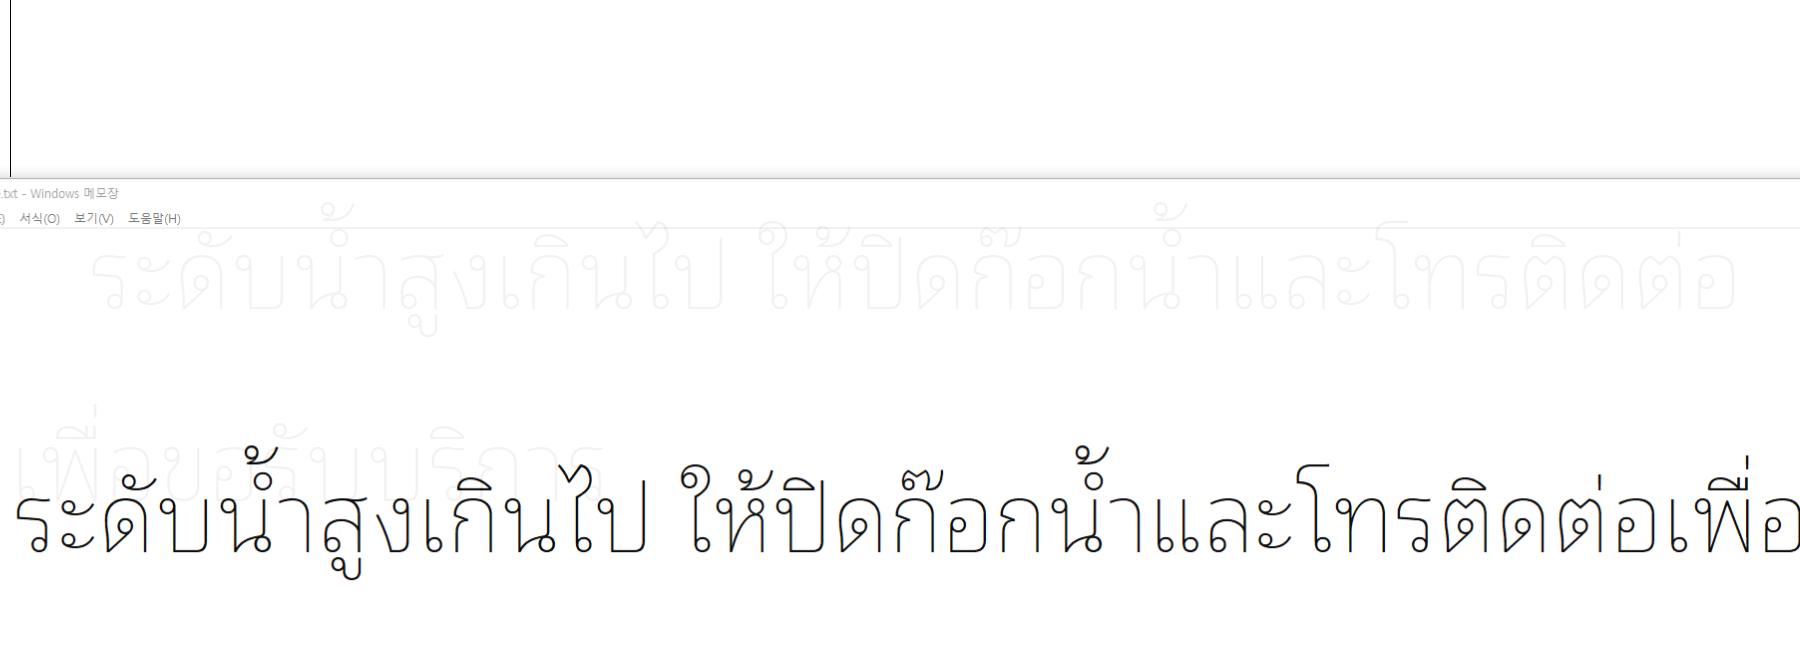 .txt - Windows 메모장
서식(O) 보기(V) 도움말(H)
ระดับน้ำสูงเกินไป ให้ปิดก๊อกน้ำและโทรติดต่อ
เพื่อขอรับบริการ
ระดับน้ำสูงเกินไป ให้ปิดก๊อกน้ำและโทรติดต่อเพื่อ